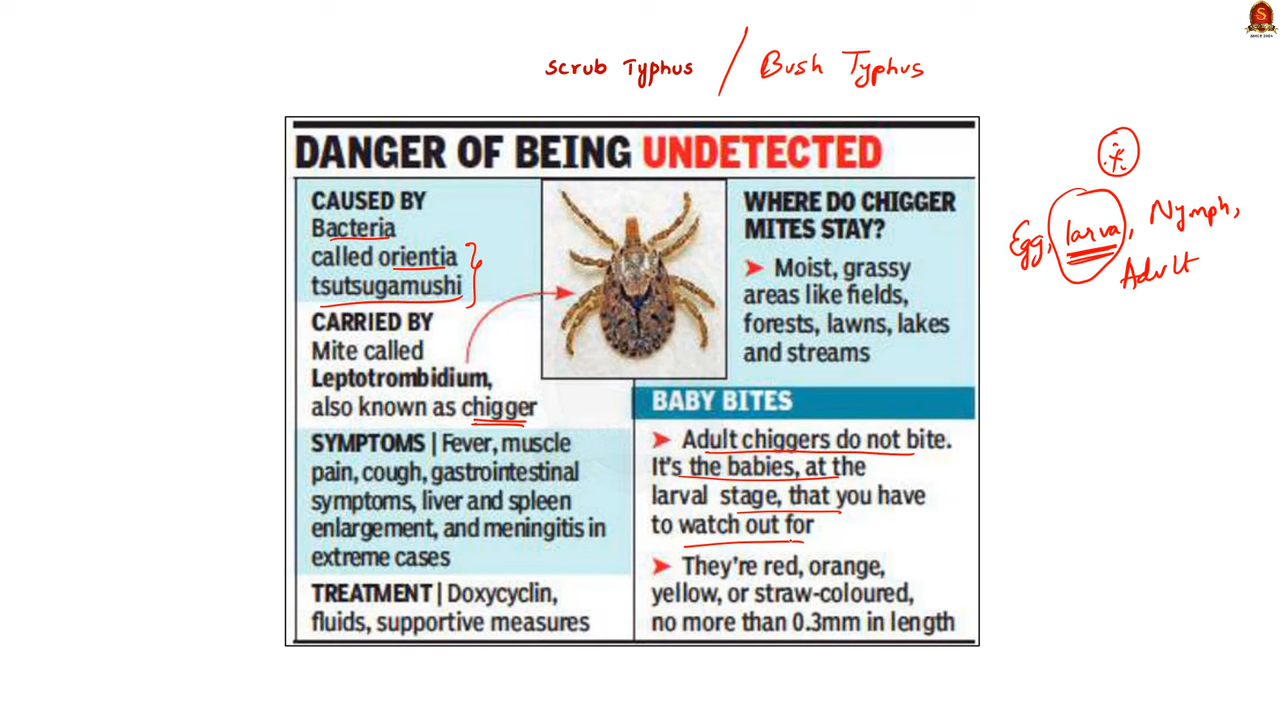 Scrub Typhus / Bush Typhus
DANGER OF BEING UNDETECTED
CAUSED BY
Bacteria
called orientia
tsutsugamushi
CARRIED BY
Mite called
Leptotrombidium,
also known as chigger
SYMPTOMS | Fever, muscle
pain, cough, gastrointestinal
symptoms, liver and spleen
enlargement, and meningitis in
extreme cases
TREATMENT | Doxycyclin,
fluids, supportive measures
WHERE DO CHIGGER
MITES STAY?
Moist, grassy
areas like fields,
forests, lawns, lakes
and streams
BABY BITES
Adult chiggers do not bite.
It's the babies, at the
larval stage, that you have
to watch out for
They're red, orange,
yellow, or straw-coloured,
no more than 0.3mm in length
Egg, larva, Nymph,
Adult
S
SINCE 2004